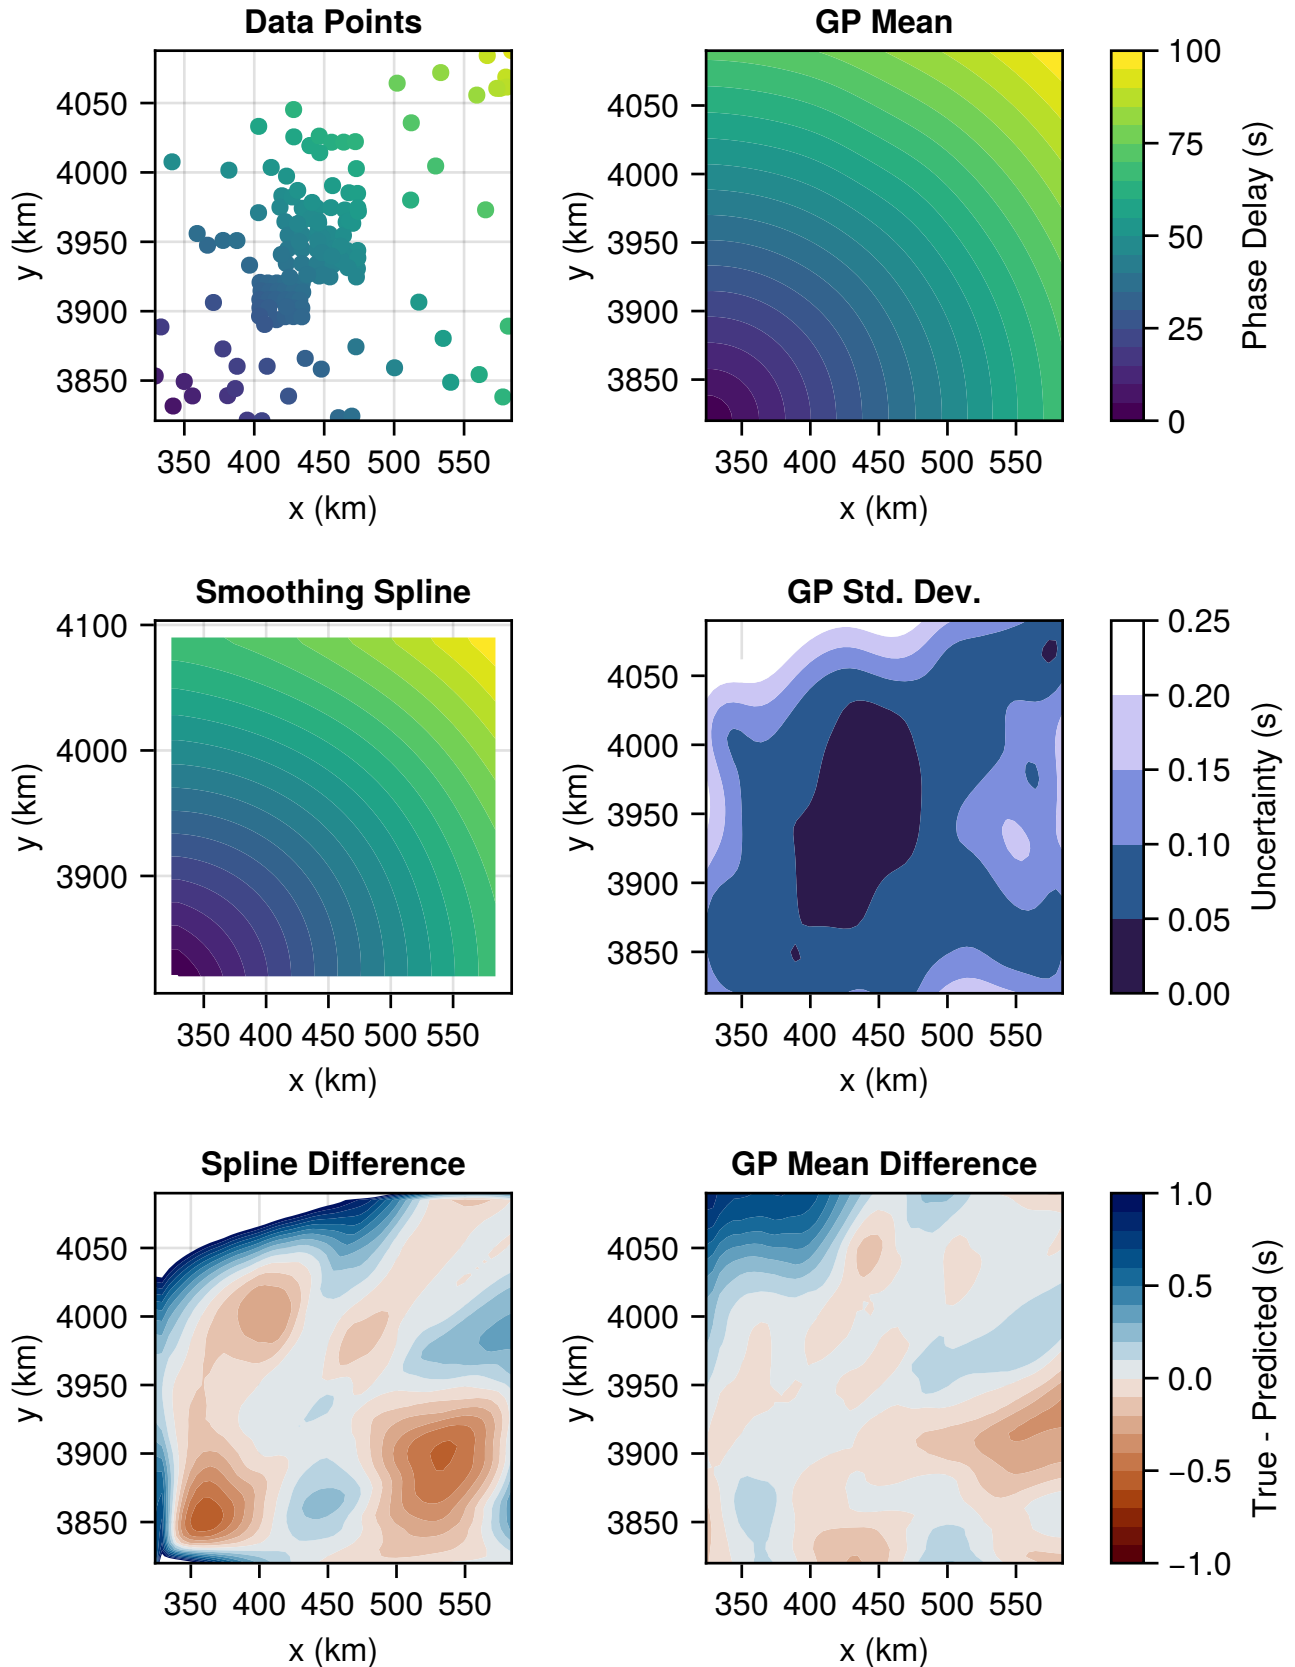 Data Points
GP Mean
4050
4000
3950
3900
3850
y (km)
350 400 450 500 550
x (km)
4050
4000
3950
3900
3850
y (km)
350 400 450 500 550
x (km)
100
75
50
25
0
Phase Delay (s)
Smoothing Spline
GP Std. Dev.
4100
4000
3900
y (km)
350 400 450 500 550
x (km)
4050
4000
3950
3900
3850
y (km)
350 400 450 500 550
x (km)
0.25
0.20
0.15
0.10
0.05
0.00
Uncertainty (s)
Spline Difference
GP Mean Difference
4050
4000
3950
3900
3850
y (km)
350 400 450 500 550
x (km)
4050
4000
3950
3900
3850
y (km)
350 400 450 500 550
x (km)
1.0
0.5
0.0
−0.5
−1.0
True - Predicted (s)